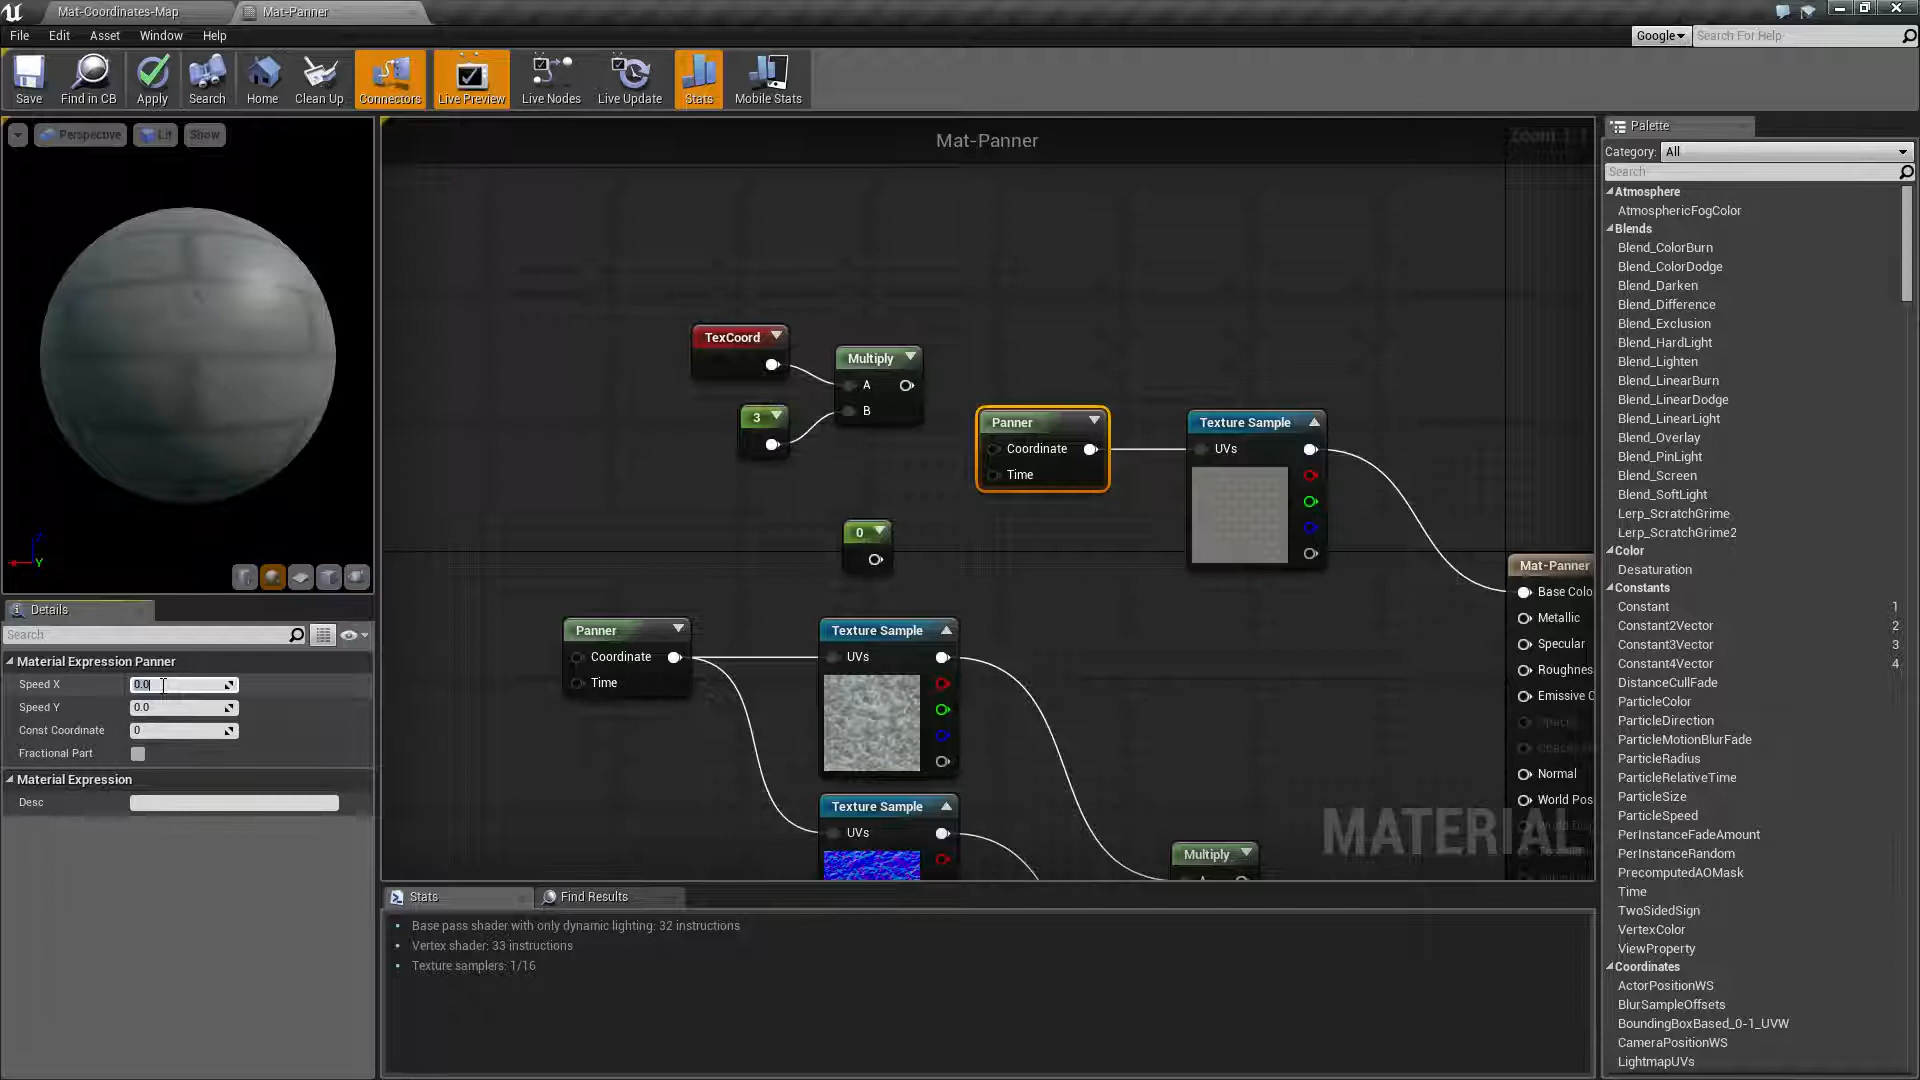 Mat-Coordinates-Map
Mat-Panner
File
Edit
Asset
Window
Help
Google
Search For Help
Save
Find in CB
Apply
Search
Home
Clean Up
Connectors
Live Preview
Live Nodes
Live Update
Stats
Mobile Stats
Perspective
Lit
Show
Z
Y
Mat-Panner
TexCoord
Multiply
A
B
3
Panner
Coordinate
Time
Texture Sample
UVs
0
Panner
Coordinate
Time
Texture Sample
UVs
Texture Sample
UVs
Multiply
Mat-Panner
Base Colo
Metallic
Specular
Roughnes
Emissive C
Normal
World Pos
MATERIAL
Details
Search
Material Expression Panner
Speed X
0.0
Speed Y
0.0
Const Coordinate
0
Fractional Part
Material Expression
Desc
Stats
Find Results
Base pass shader with only dynamic lighting: 32 instructions
Vertex shader: 33 instructions
Texture samplers: 1/16
Palette
Category: All
Search
Atmosphere
AtmosphericFogColor
Blends
Blend_ColorBurn
Blend_ColorDodge
Blend_Darken
Blend_Difference
Blend_Exclusion
Blend_HardLight
Blend_Lighten
Blend_LinearBurn
Blend_LinearDodge
Blend_LinearLight
Blend_Overlay
Blend_PinLight
Blend_Screen
Blend_SoftLight
Lerp_ScratchGrime
Lerp_ScratchGrime2
Color
Desaturation
Constants
Constant 1
Constant2Vector 2
Constant3Vector 3
Constant4Vector 4
DistanceCullFade
ParticleColor
ParticleDirection
ParticleMotionBlurFade
ParticleRadius
ParticleRelativeTime
ParticleSize
ParticleSpeed
PerInstanceFadeAmount
PerInstanceRandom
PrecomputedAOMask
Time
TwoSidedSign
VertexColor
ViewProperty
Coordinates
ActorPositionWS
BlurSampleOffsets
BoundingBoxBased_0-1_UVW
CameraPositionWS
LightmapUVs